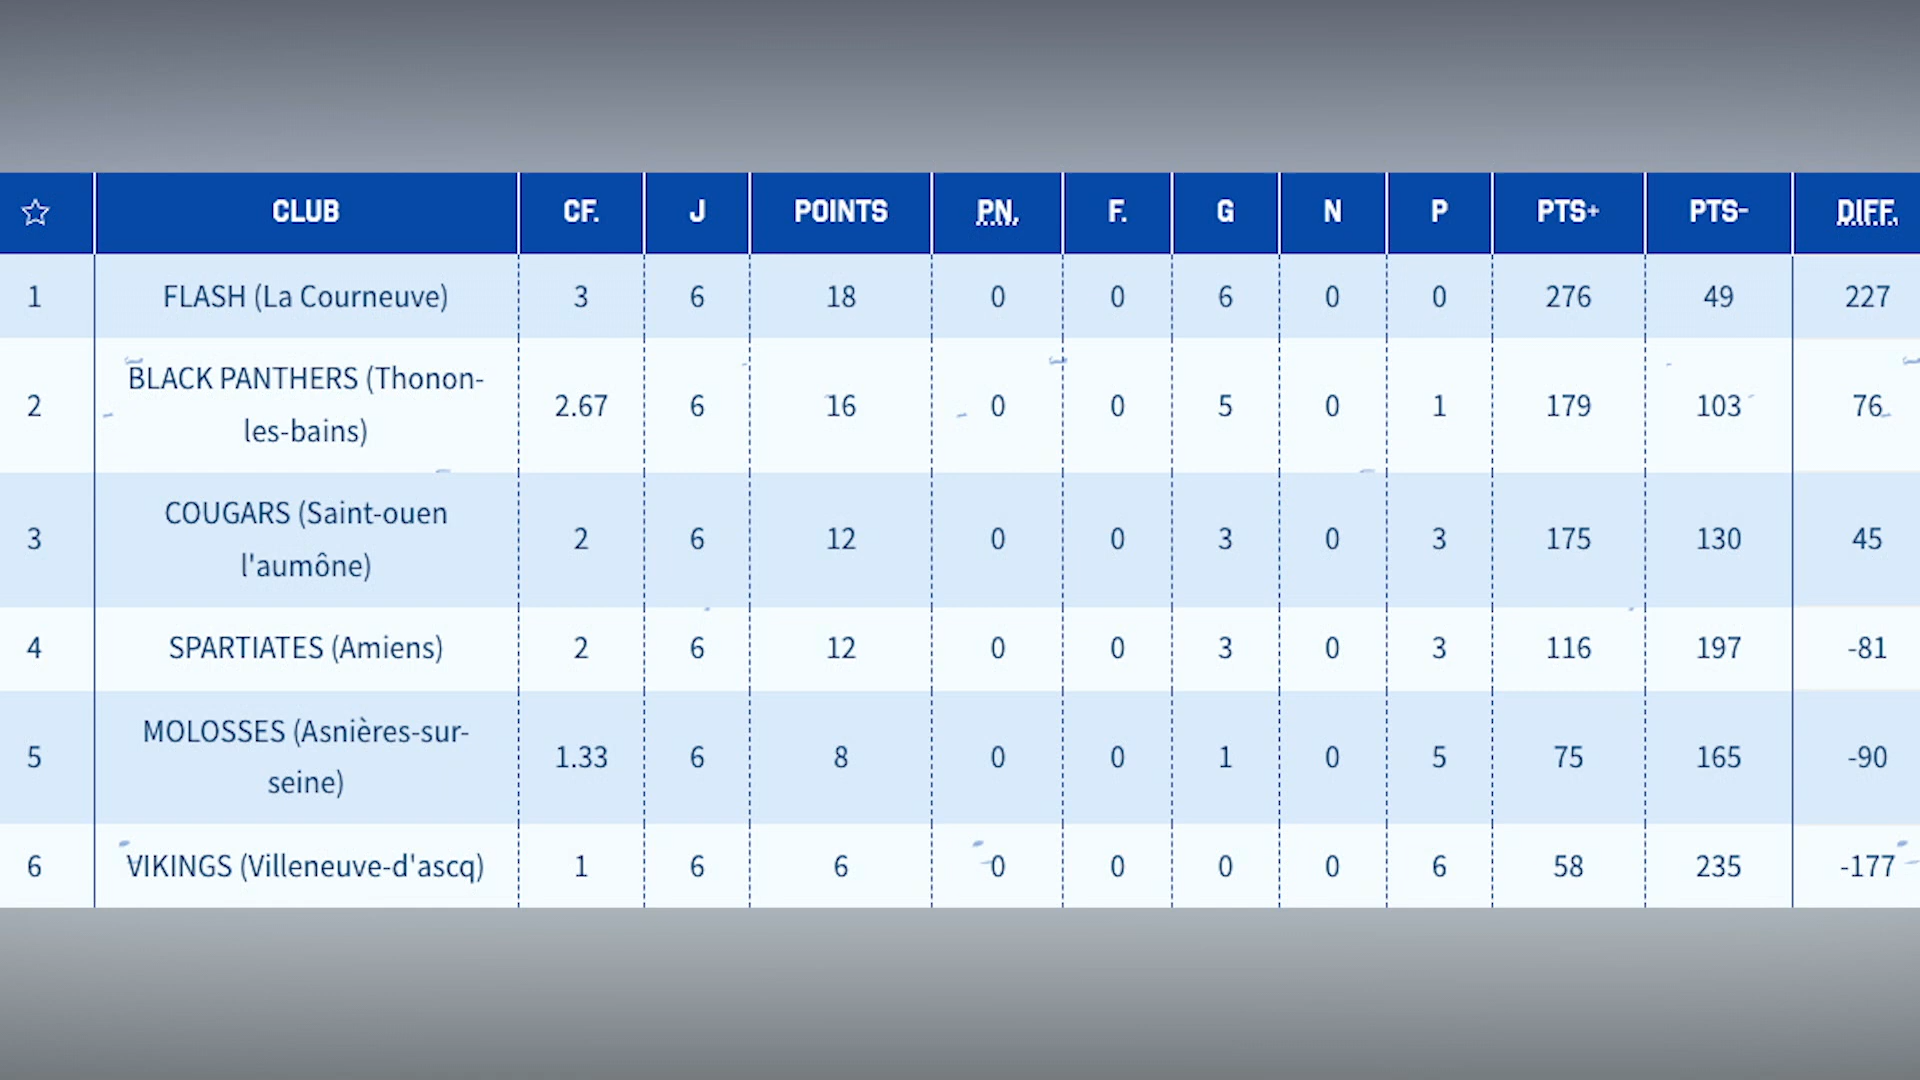 ☆ CLUB CF. J POINTS PN. F. G N P PTS+ PTS- DIFF.
1 FLASH (La Courneuve) 3 6 18 0 0 6 0 0 276 49 227
2 BLACK PANTHERS (Thonon-
les-bains) 2.67 6 16 0 0 5 0 1 179 103 76
3 COUGARS (Saint-ouen
l'aumône) 2 6 12 0 0 3 0 3 175 130 45
4 SPARTIATES (Amiens) 2 6 12 0 0 3 0 3 116 197 -81
5 MOLOSSES (Asnières-sur-
seine) 1.33 6 8 0 0 1 0 5 75 165 -90
6 VIKINGS (Villeneuve-d'ascq) 1 6 6 0 0 0 0 6 58 235 -177